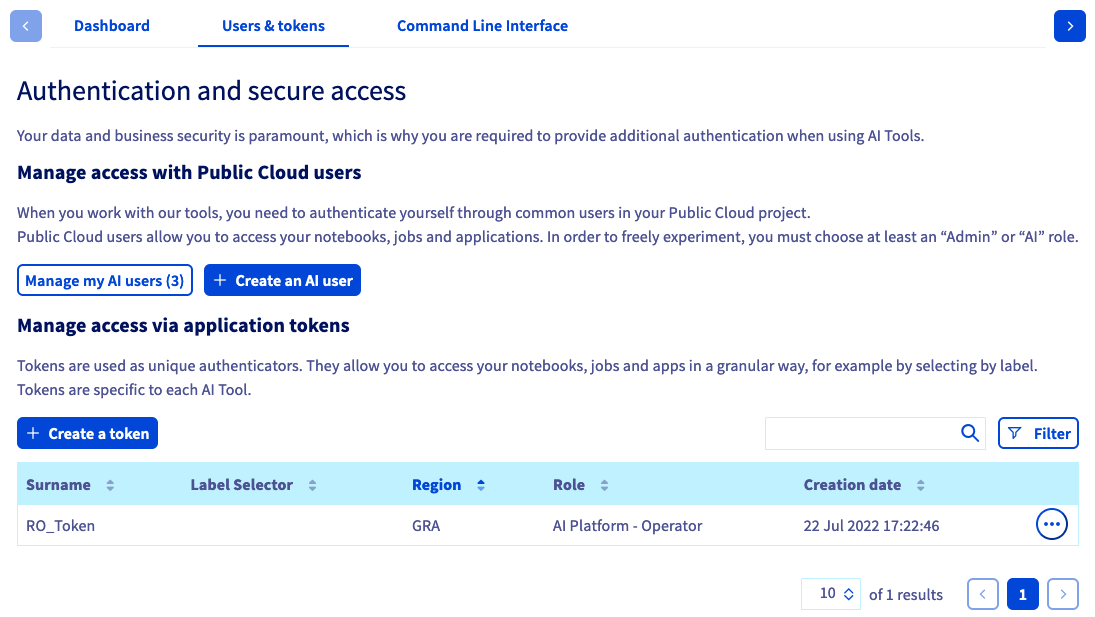 Dashboard Users & tokens Command Line Interface
Authentication and secure access
Your data and business security is paramount, which is why you are required to provide additional authentication when using AI Tools.
Manage access with Public Cloud users
When you work with our tools, you need to authenticate yourself through common users in your Public Cloud project.
Public Cloud users allow you to access your notebooks, jobs and applications. In order to freely experiment, you must choose at least an “Admin” or “AI” role.
Manage my AI users (3) + Create an AI user
Manage access via application tokens
Tokens are used as unique authenticators. They allow you to access your notebooks, jobs and apps in a granular way, for example by selecting by label.
Tokens are specific to each AI Tool.
+ Create a token Filter
Surname Label Selector Region Role Creation date
RO_Token GRA AI Platform - Operator 22 Jul 2022 17:22:46
10 of 1 results 1